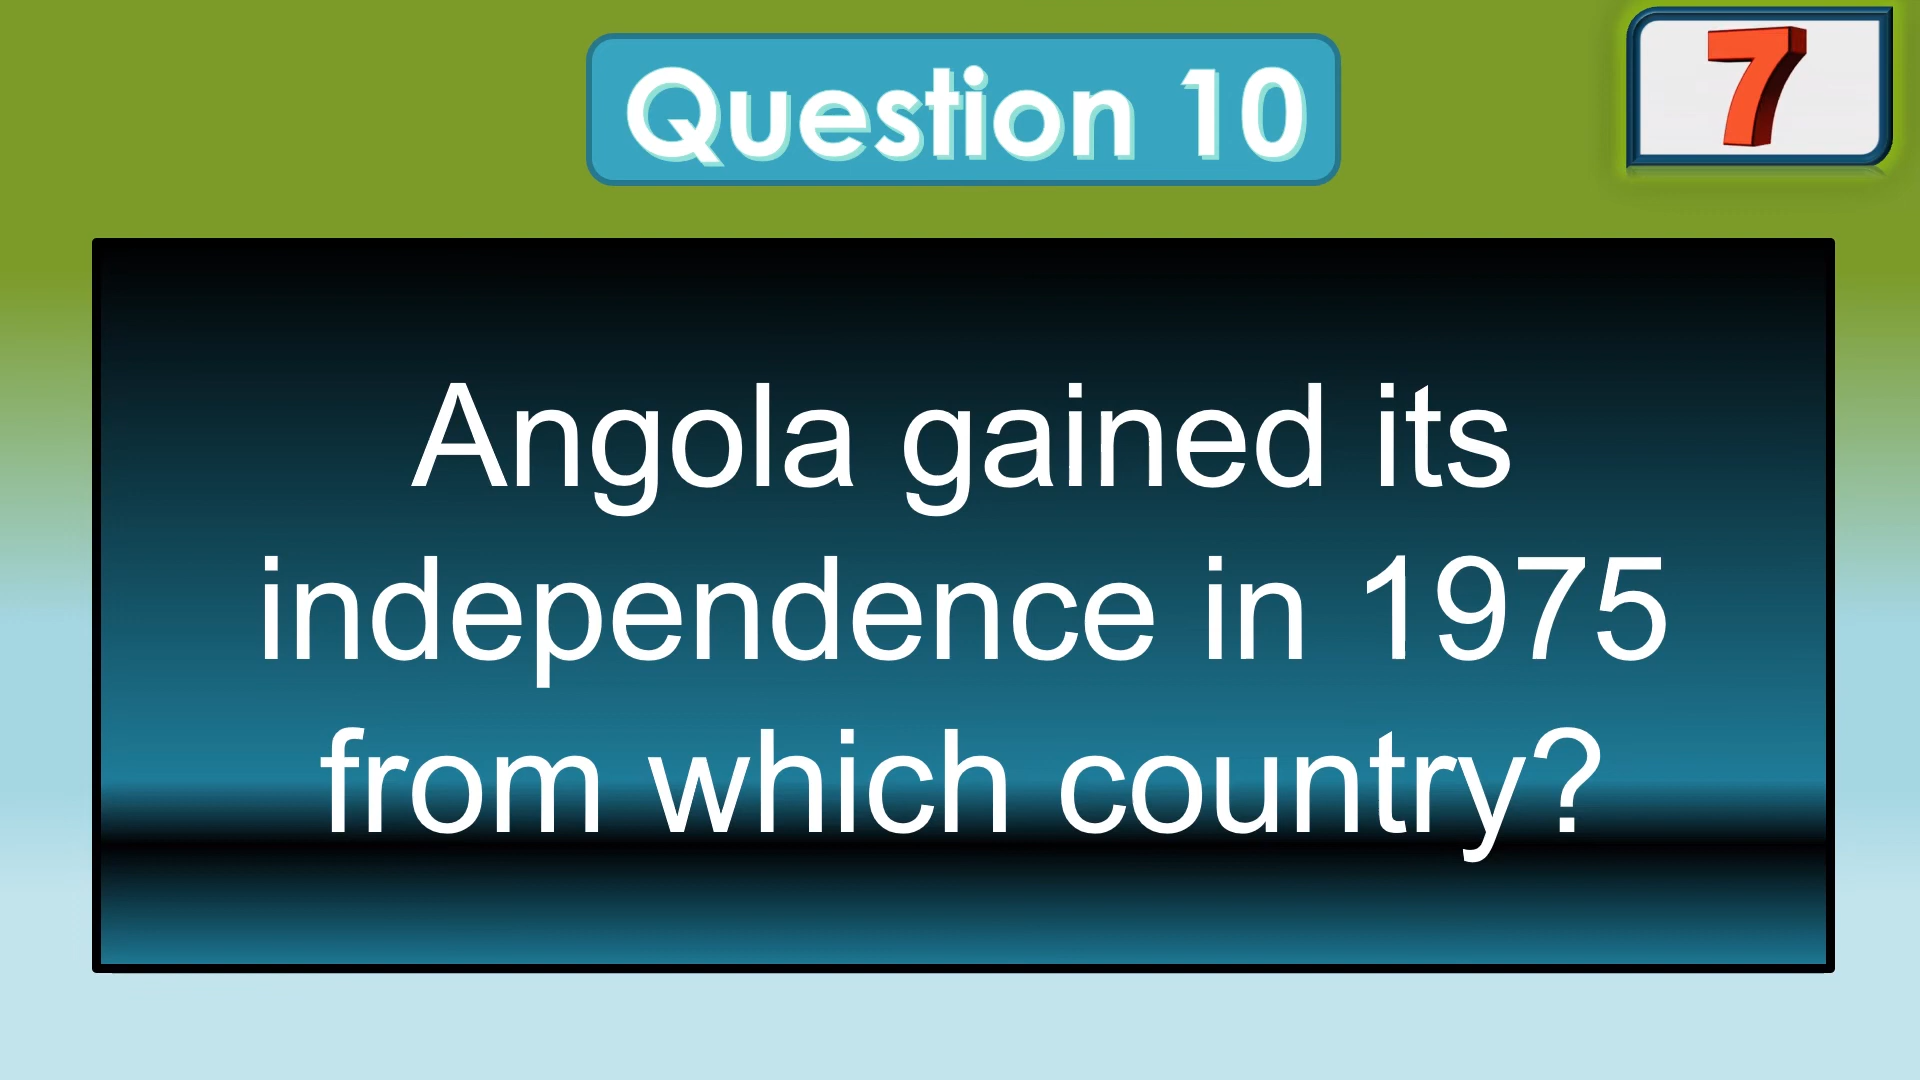 Question 10
7
Angola gained its
independence in 1975
from which country?